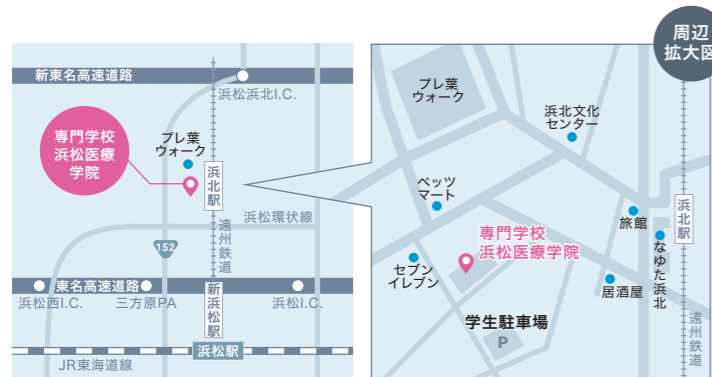 新東名高速道路
浜松浜北I.C.
専門学校
浜松医療
学院
プレ葉
ウォーク
浜北駅
浜松環状線
152
遠州鉄道
東名高速道路
浜松西I.C.
三方原PA
新浜松駅
浜松I.C.
浜松駅
JR東海道線
周辺
拡大図
プレ葉
ウォーク
浜北文化
センター
ペッツ
マート
旅館
浜北駅
なゆた浜北
専門学校
浜松医療学院
セブン
イレブン
居酒屋
学生駐車場
P
遠州鉄道